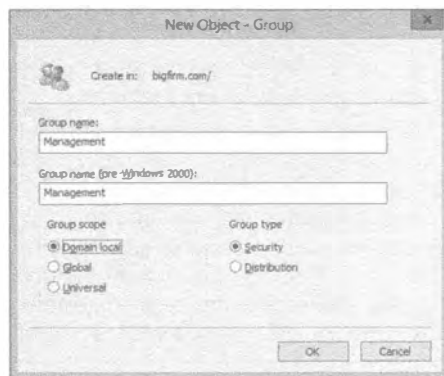 New Object - Group
Create in: bigfirm.com/
Group name:
Management
Group name (pre-Windows 2000):
Management
Group scope
Group type
Domain local
Security
Global
Distribution
Universal
OK
Cancel